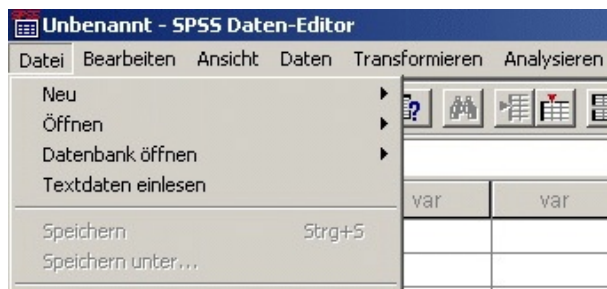 Unbenannt - SPSS Daten-Editor
Datei Bearbeiten Ansicht Daten Transformieren Analysieren
Neu
Öffnen
Datenbank öffnen
Textdaten einlesen
var var
Speichern Strg+S
Speichern unter...